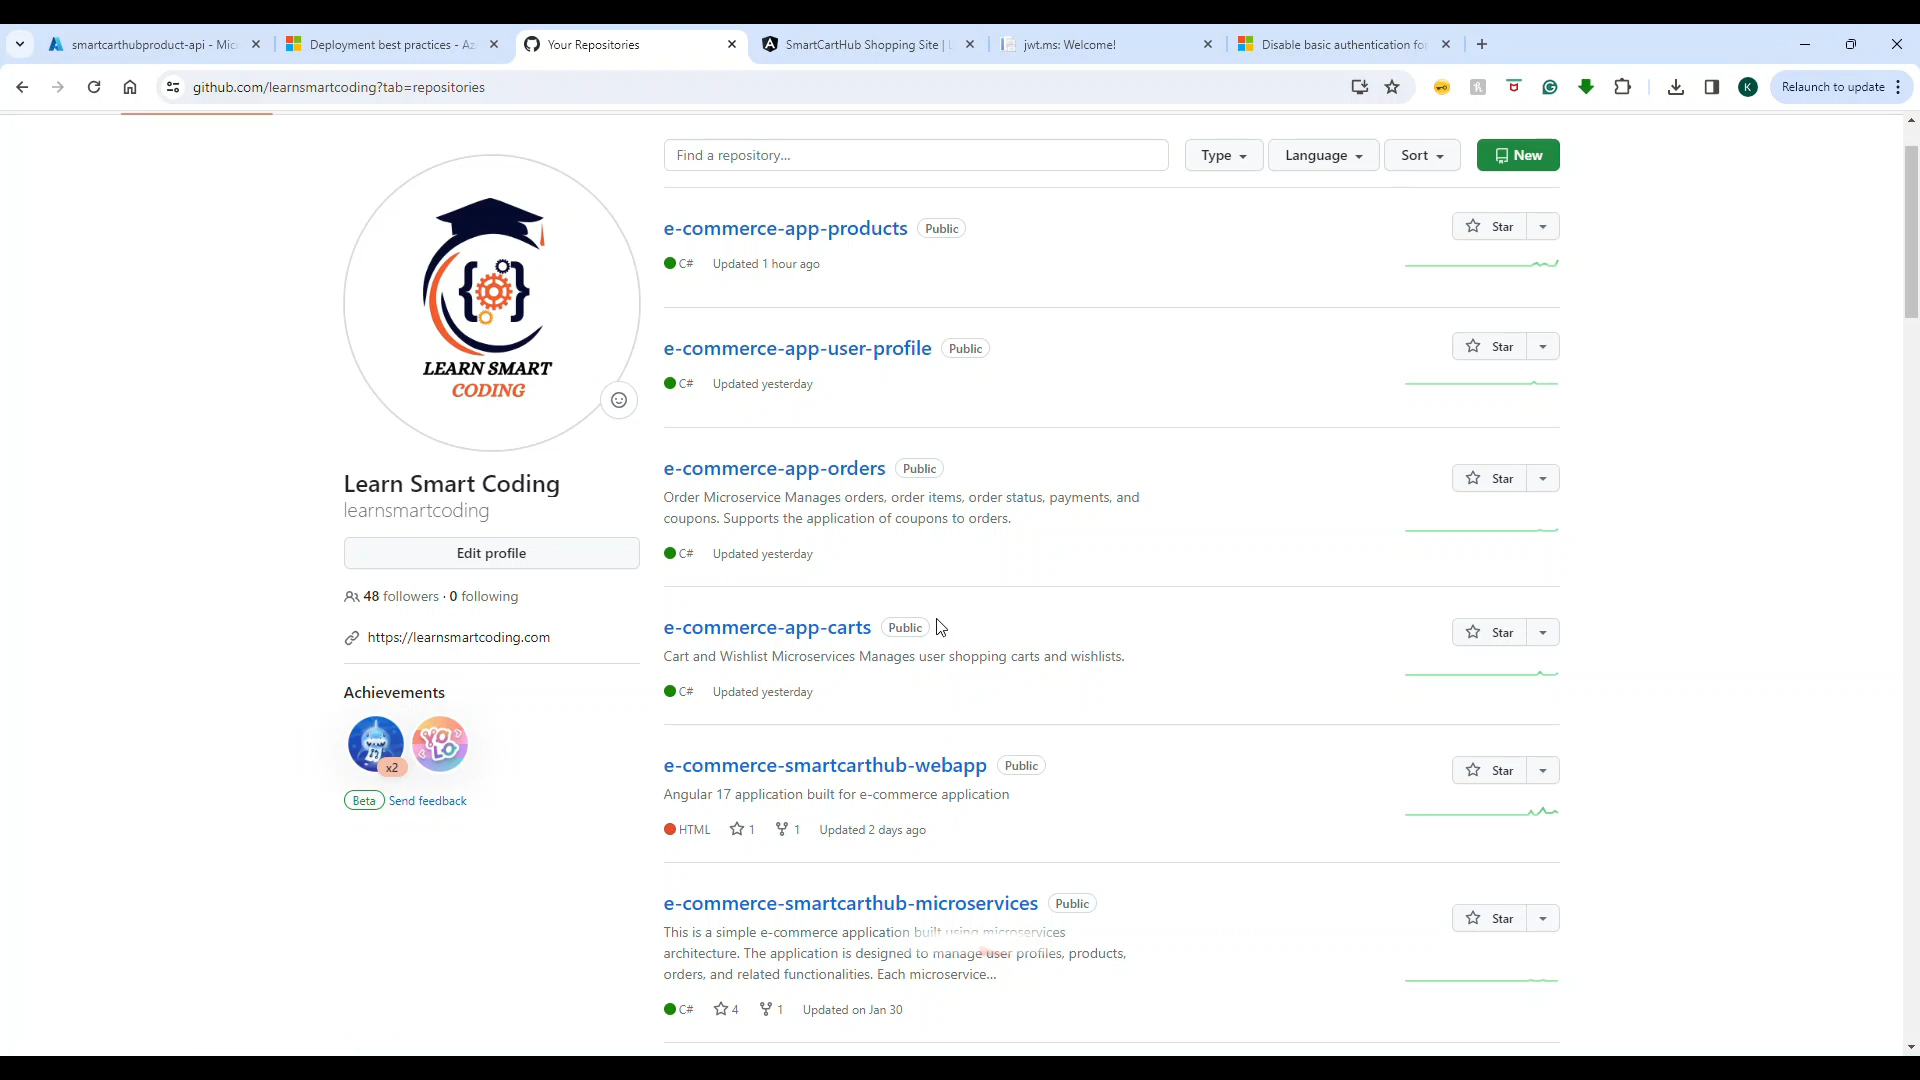 smartcarthubproduct-api - Mic
Deployment best practices - Az
Your Repositories
SmartCartHub Shopping Site | L
jwt.ms: Welcome!
Disable basic authentication fo
github.com/learnsmartcoding?tab=repositories
K
Relaunch to update
Find a repository...
Type
Language
Sort
New
LEARN SMART
CODING
Learn Smart Coding
learnsmartcoding
Edit profile
48 followers · 0 following
https://learnsmartcoding.com
Achievements
x2
YOLO
Beta Send feedback
e-commerce-app-products Public
Star
C# Updated 1 hour ago
e-commerce-app-user-profile Public
Star
C# Updated yesterday
e-commerce-app-orders Public
Star
Order Microservice Manages orders, order items, order status, payments, and
coupons. Supports the application of coupons to orders.
C# Updated yesterday
e-commerce-app-carts Public
Star
Cart and Wishlist Microservices Manages user shopping carts and wishlists.
C# Updated yesterday
e-commerce-smartcarthub-webapp Public
Star
Angular 17 application built for e-commerce application
HTML 1 1 Updated 2 days ago
e-commerce-smartcarthub-microservices Public
Star
This is a simple e-commerce application built using microservices
architecture. The application is designed to manage user profiles, products,
orders, and related functionalities. Each microservice...
C# 4 1 Updated on Jan 30